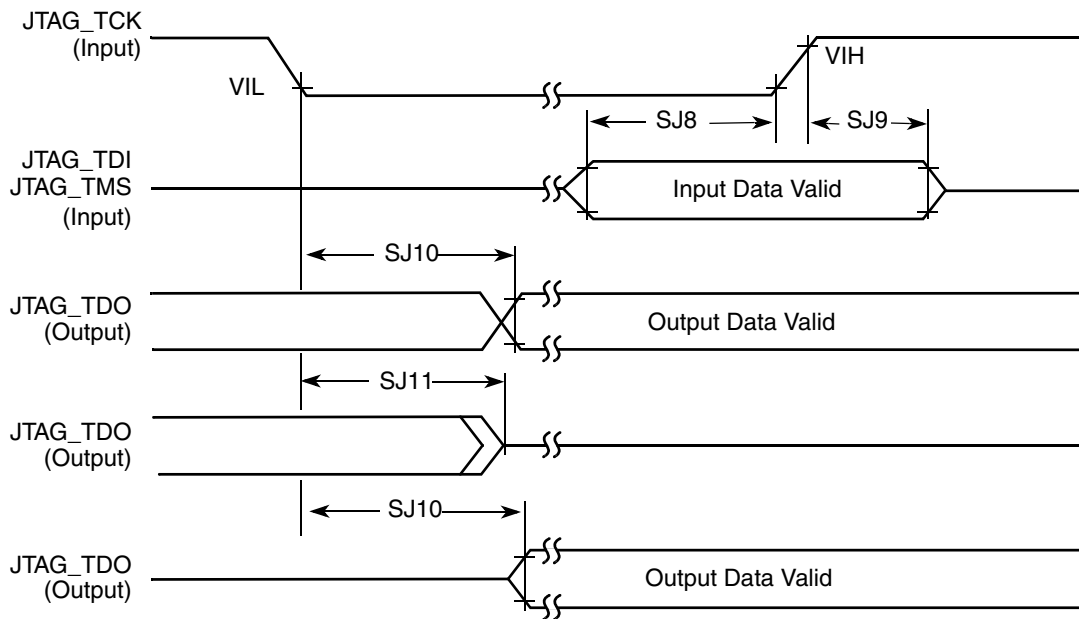 JTAG_TCK
(Input)
VIL
VIH
SJ8
SJ9
JTAG_TDI
JTAG_TMS
(Input)
Input Data Valid
SJ10
JTAG_TDO
(Output)
Output Data Valid
SJ11
JTAG_TDO
(Output)
SJ10
JTAG_TDO
(Output)
Output Data Valid